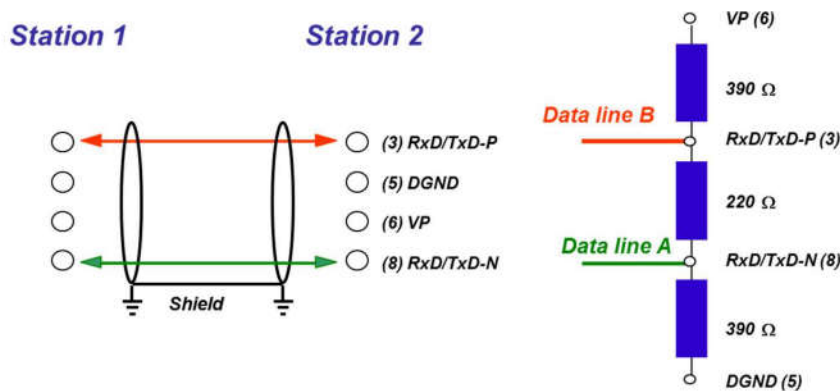 Station 1
Station 2
(3) RxD/TxD-P
(5) DGND
(6) VP
(8) RxD/TxD-N
Shield
VP (6)
390 Ω
Data line B
RxD/TxD-P (3)
220 Ω
Data line A
RxD/TxD-N (8)
390 Ω
DGND (5)